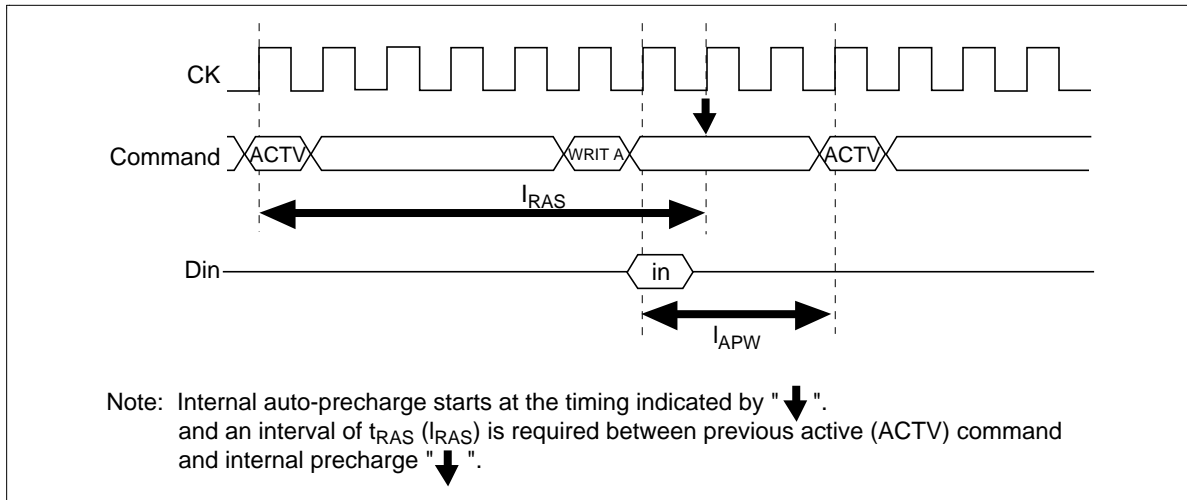 CK
Command ACTV WRIT A ACTV
lRAS
Din in
lAPW
Note: Internal auto-precharge starts at the timing indicated by " ".
and an interval of tRAS (lRAS) is required between previous active (ACTV) command
and internal precharge " ".